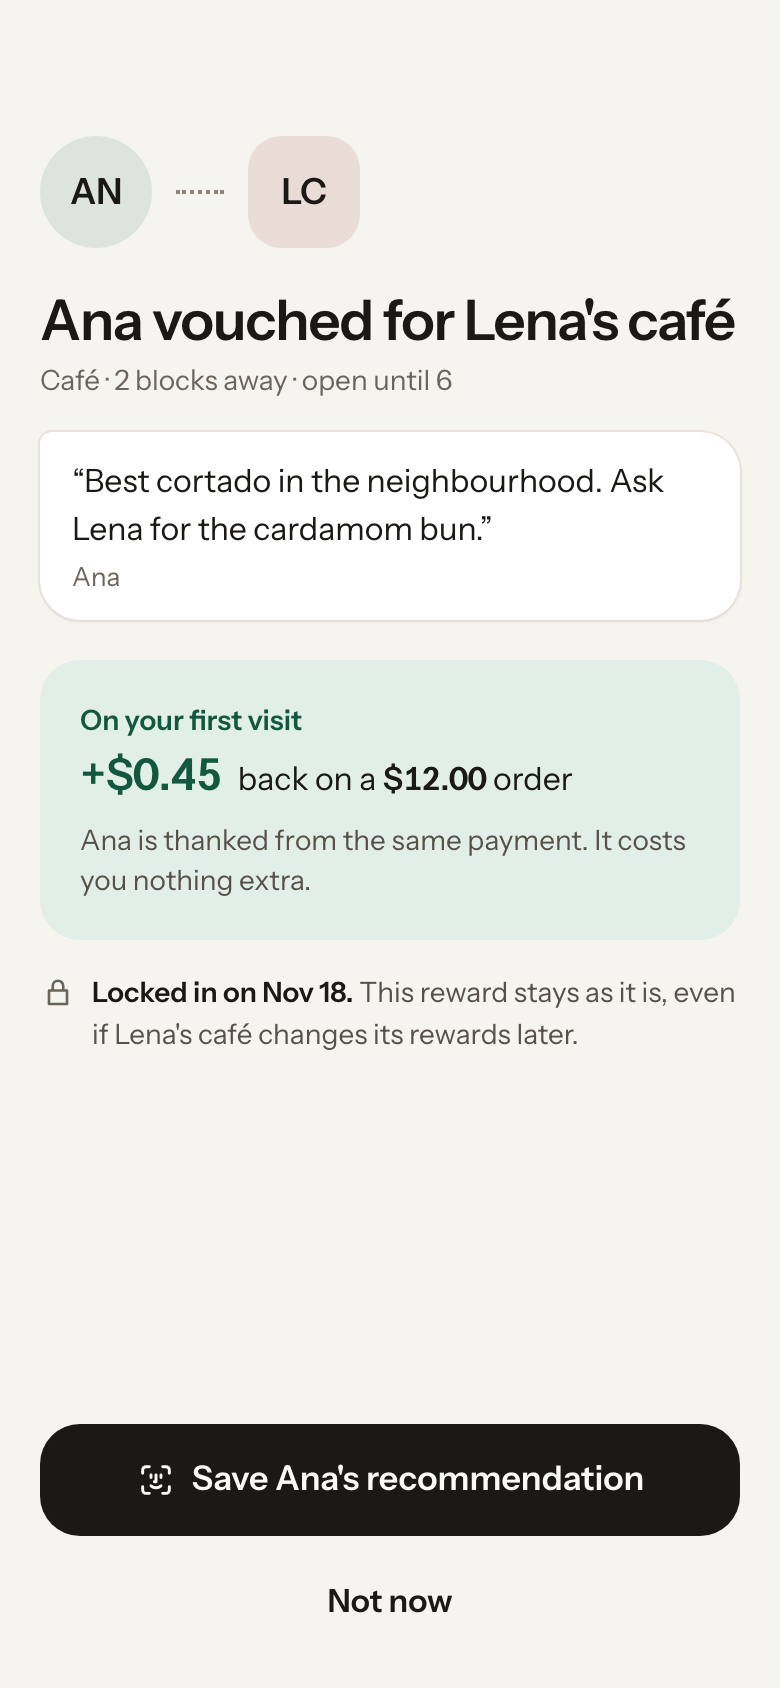 AN
LC
Ana vouched for Lena's café
Café · 2 blocks away · open until 6
“Best cortado in the neighbourhood. Ask
Lena for the cardamom bun.”
Ana
On your first visit
+$0.45 back on a $12.00 order
Ana is thanked from the same payment. It costs
you nothing extra.
Locked in on Nov 18. This reward stays as it is, even
if Lena's café changes its rewards later.
Save Ana's recommendation
Not now